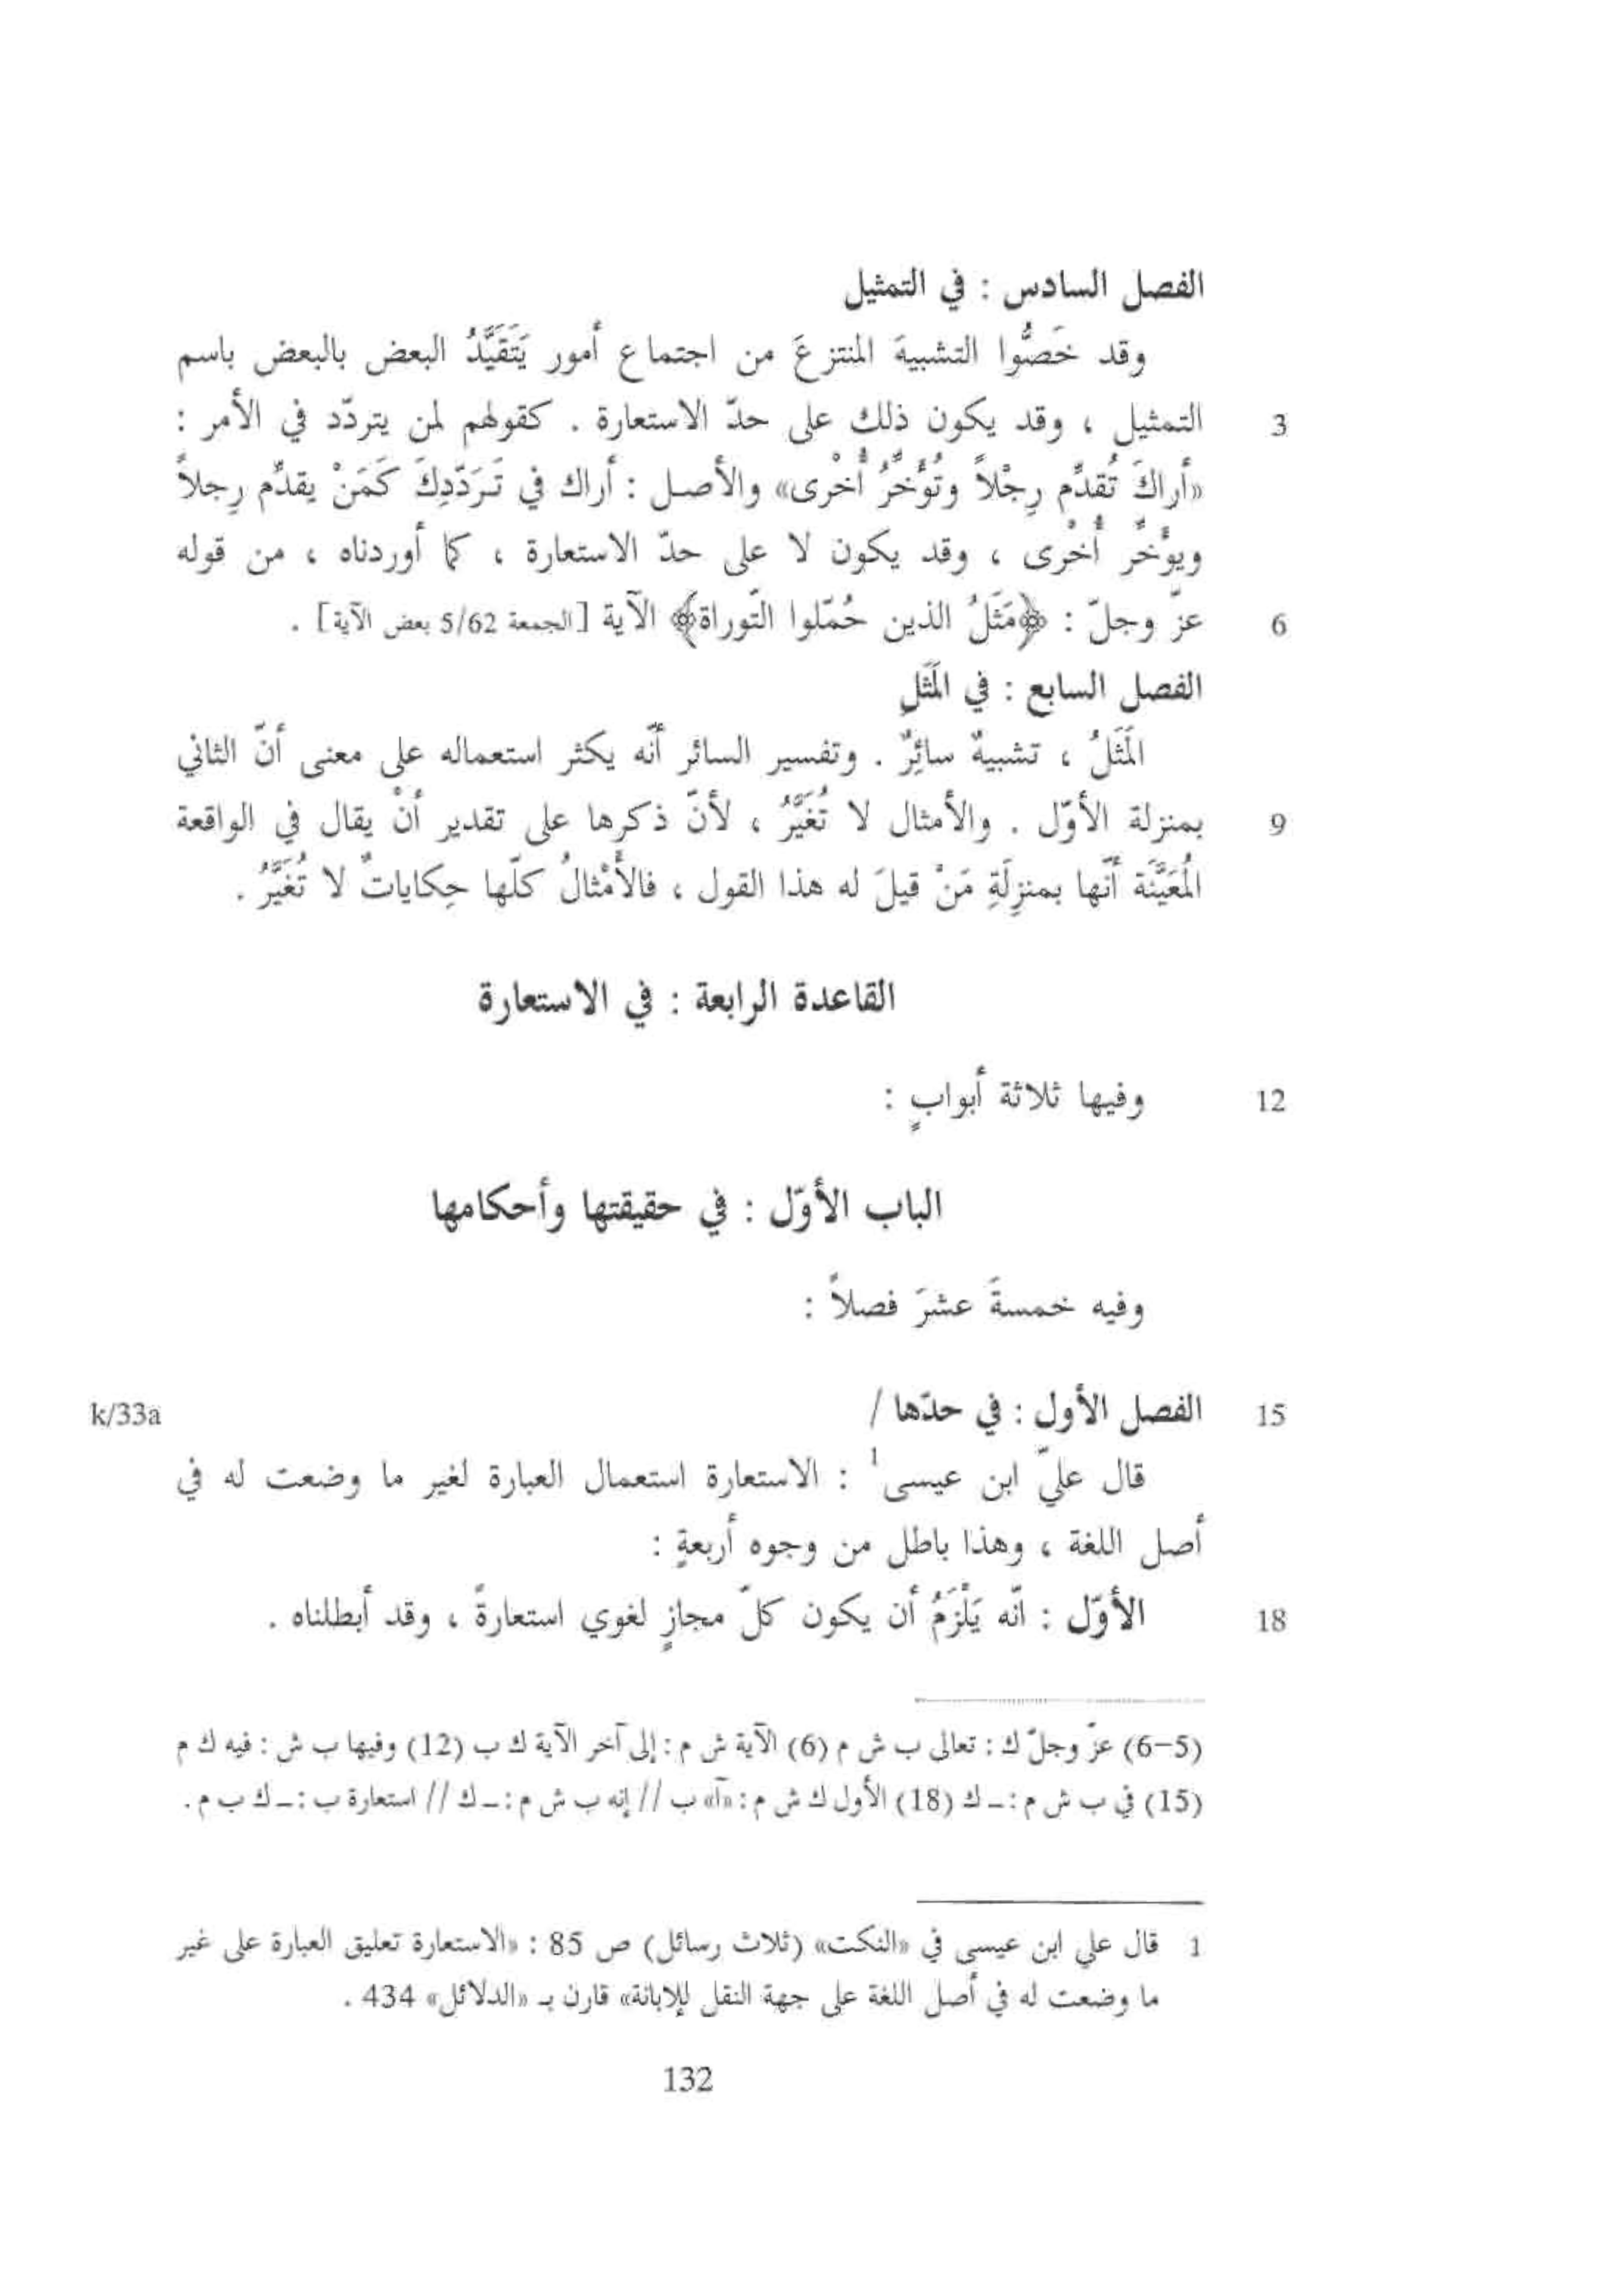 الفصل السادس : في التمثيل
وقد خَصُّوا التشبيهَ المنتزعَ من اجتماع أمور يَتَقَيَّدُ البعض بالبعض باسم
3 التمثيل ، وقد يكون ذلك على حدّ الاستعارة . كقولهم لمن يتردّد في الأمر :
«أراكَ تُقدِّم رِجْلاً وتُؤَخِّرُ أُخْرى» والأصل : أراك في تَرَدّدِكَ كَمَنْ يقدِّم رِجلاً
ويؤَخِّر أُخْرى ، وقد يكون لا على حدّ الاستعارة ، كما أوردناه ، من قوله
6 عزّ وجلّ : ﴿مَثَلُ الذين حُمّلوا التّوراة﴾ الآية [الجمعة 5/62 بعض الآية] .
الفصل السابع : في المَثَلِ
المَثَلُ ، تشبيهٌ سائِرٌ . وتفسير السائر أنّه يكثر استعماله على معنى أنّ الثاني
9 بمنزلة الأوّل . والأمثال لا تُغَيَّرُ ، لأنّ ذكرها على تقدير أنْ يقال في الواقعة
المُعَيَّنَة أنّها بمنزِلَةِ مَنْ قيلَ له هذا القول ، فالأَمْثالُ كلّها حِكاياتٌ لا تُغَيَّرُ .
القاعدة الرابعة : في الاستعارة
12 وفيها ثلاثة أبوابٍ :
الباب الأوّل : في حقيقتها وأحكامها
وفيه خمسةَ عشرَ فصلاً :
15 الفصل الأول : في حدّها / k/33a
قال عليّ ابن عيسى1 : الاستعارة استعمال العبارة لغير ما وضعت له في
أصل اللغة ، وهذا باطل من وجوه أربعةٍ :
18 الأوّل : انّه يَلْزَمُ أن يكون كلّ مجازٍ لغوي استعارةً ، وقد أبطلناه .
(5–6) عزّ وجلّ ك : تعالى ب ش م (6) الآية ش م : إلى آخر الآية ك ب (12) وفيها ب ش : فيه ك م
(15) في ب ش م : ـ ك (18) الأول ك ش م : «آ» ب // إنه ب ش م : ـ ك // استعارة ب : ـ ك ب م .
1 قال علي ابن عيسى في «النكت» (ثلاث رسائل) ص 85 : «الاستعارة تعليق العبارة على غير
ما وضعت له في أصل اللغة على جهة النقل للإبانة» قارن بـ «الدلائل» 434 .
132